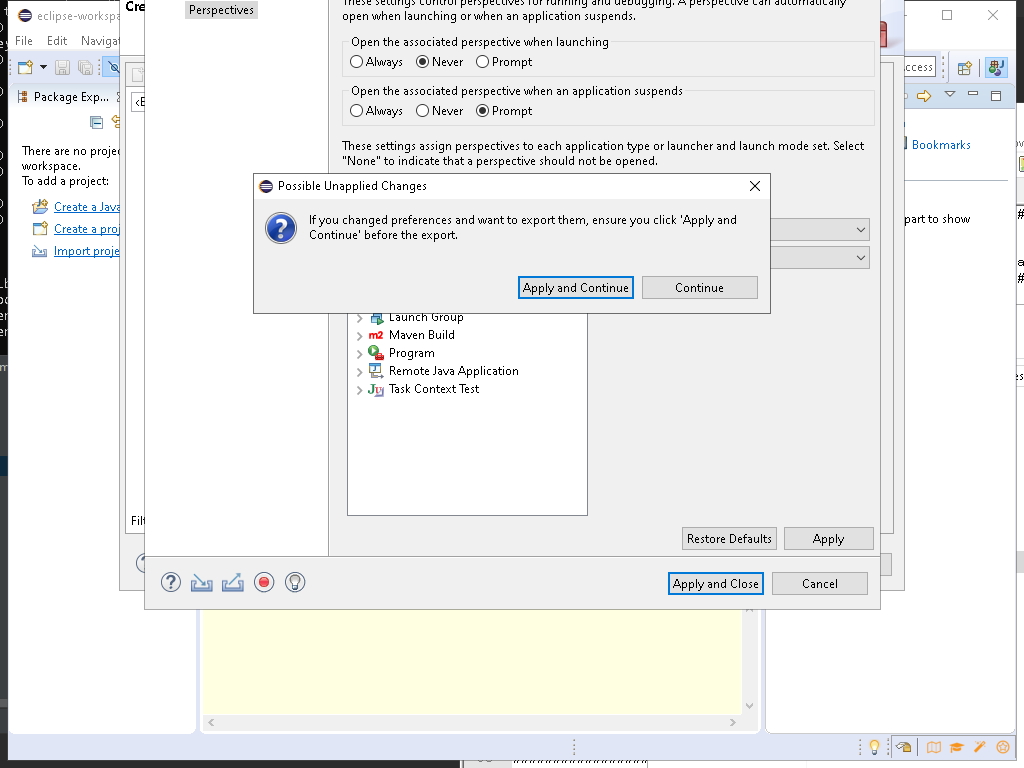 eclipse-workspa
File Edit Navigat
Package Exp...
There are no proje
workspace.
To add a project:
Create a Java
Create a proj
Import proje
Cre
Filt
Perspectives
These settings control perspectives for running and debugging. A perspective can automatically
open when launching or when an application suspends.
Open the associated perspective when launching
Always Never Prompt
Open the associated perspective when an application suspends
Always Never Prompt
These settings assign perspectives to each application type or launcher and launch mode set. Select
"None" to indicate that a perspective should not be opened.
Possible Unapplied Changes
If you changed preferences and want to export them, ensure you click 'Apply and
Continue' before the export.
Apply and Continue Continue
Launch Group
Maven Build
Program
Remote Java Application
Task Context Test
Restore Defaults Apply
Apply and Close Cancel
ccess
Bookmarks
part to show